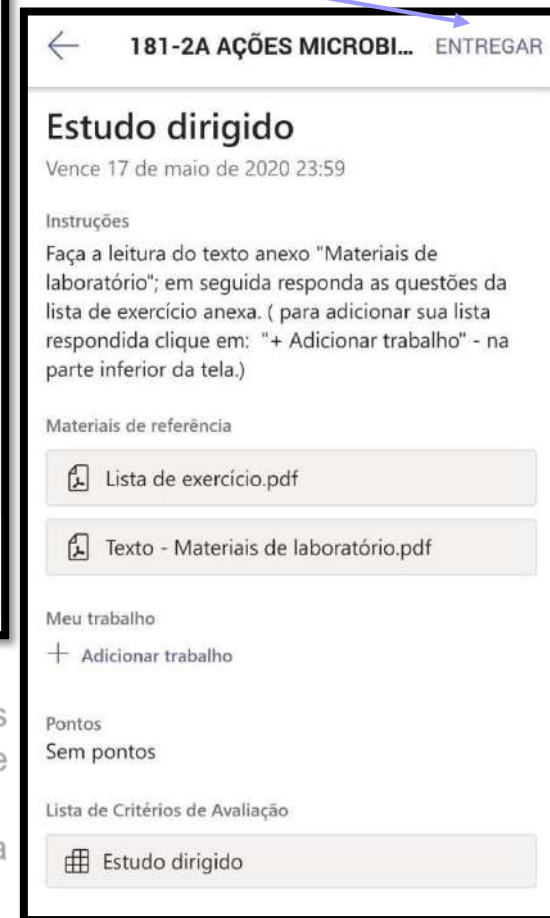 181-2A AÇÕES MICROBI... ENTREGAR
Estudo dirigido
Vence 17 de maio de 2020 23:59
Instruções
Faça a leitura do texto anexo "Materiais de
laboratório"; em seguida responda as questões da
lista de exercício anexa. ( para adicionar sua lista
respondida clique em: "+ Adicionar trabalho" - na
parte inferior da tela.)
Materiais de referência
Lista de exercício.pdf
Texto - Materiais de laboratório.pdf
Meu trabalho
+ Adicionar trabalho
s
Pontos
e
Sem pontos
a
Lista de Critérios de Avaliação
Estudo dirigido